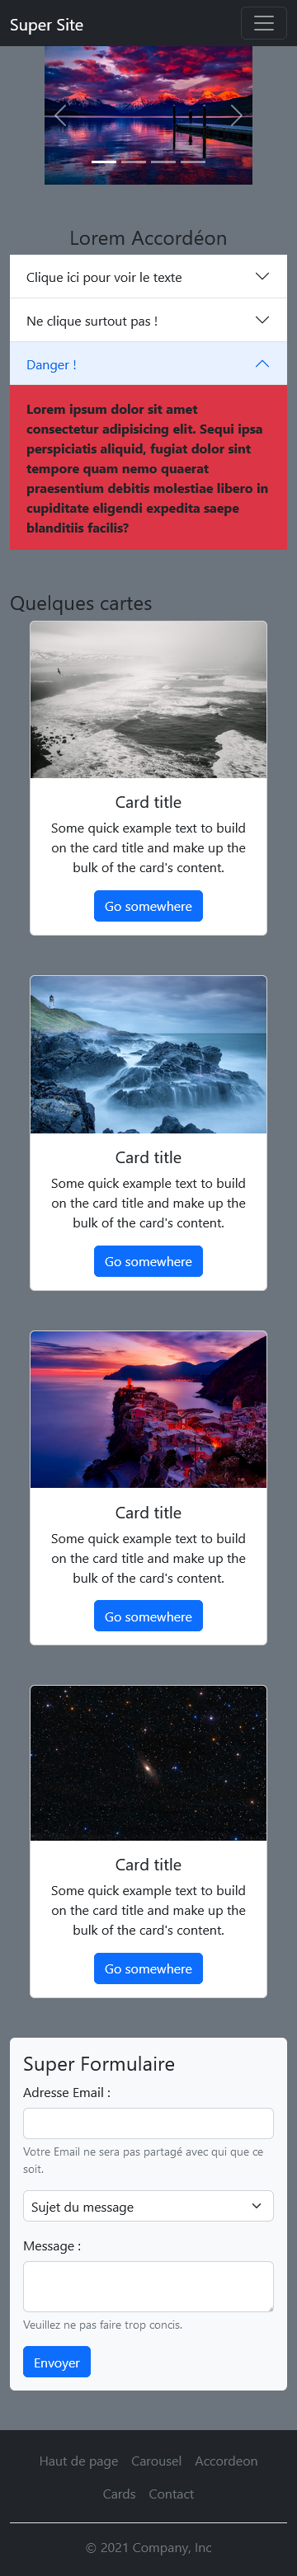 Super Site
Lorem Accordéon
Clique ici pour voir le texte
Ne clique surtout pas !
Danger !
Lorem ipsum dolor sit amet
consectetur adipisicing elit. Sequi ipsa
perspiciatis aliquid, fugiat dolor sint
tempore quam nemo quaerat
praesentium debitis molestiae libero in
cupiditate eligendi expedita saepe
blanditiis facilis?
Quelques cartes
Card title
Some quick example text to build
on the card title and make up the
bulk of the card's content.
Go somewhere
Card title
Some quick example text to build
on the card title and make up the
bulk of the card's content.
Go somewhere
Card title
Some quick example text to build
on the card title and make up the
bulk of the card's content.
Go somewhere
Card title
Some quick example text to build
on the card title and make up the
bulk of the card's content.
Go somewhere
Super Formulaire
Adresse Email :
Votre Email ne sera pas partagé avec qui que ce
soit.
Sujet du message
Message :
Veuillez ne pas faire trop concis.
Envoyer
Haut de page Carousel Accordeon
Cards Contact
© 2021 Company, Inc